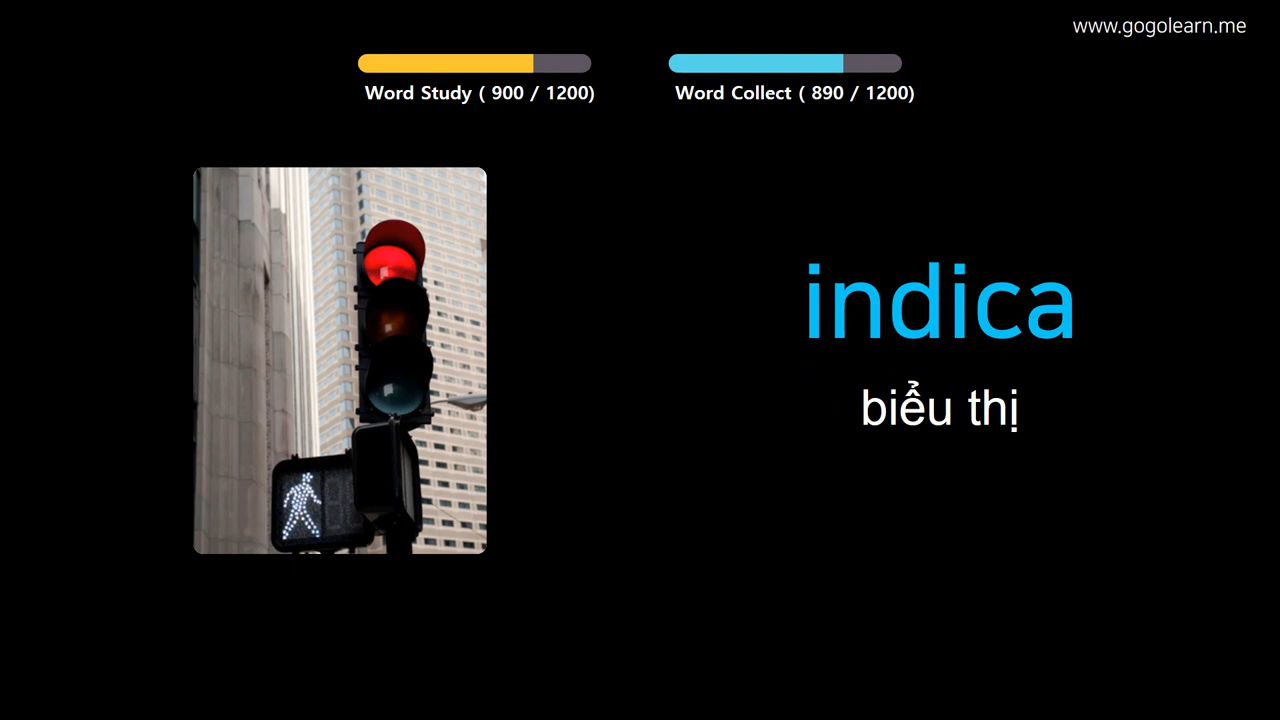 www.gogolearn.me
Word Study ( 900 / 1200)
Word Collect ( 890 / 1200)
indica
biểu thị